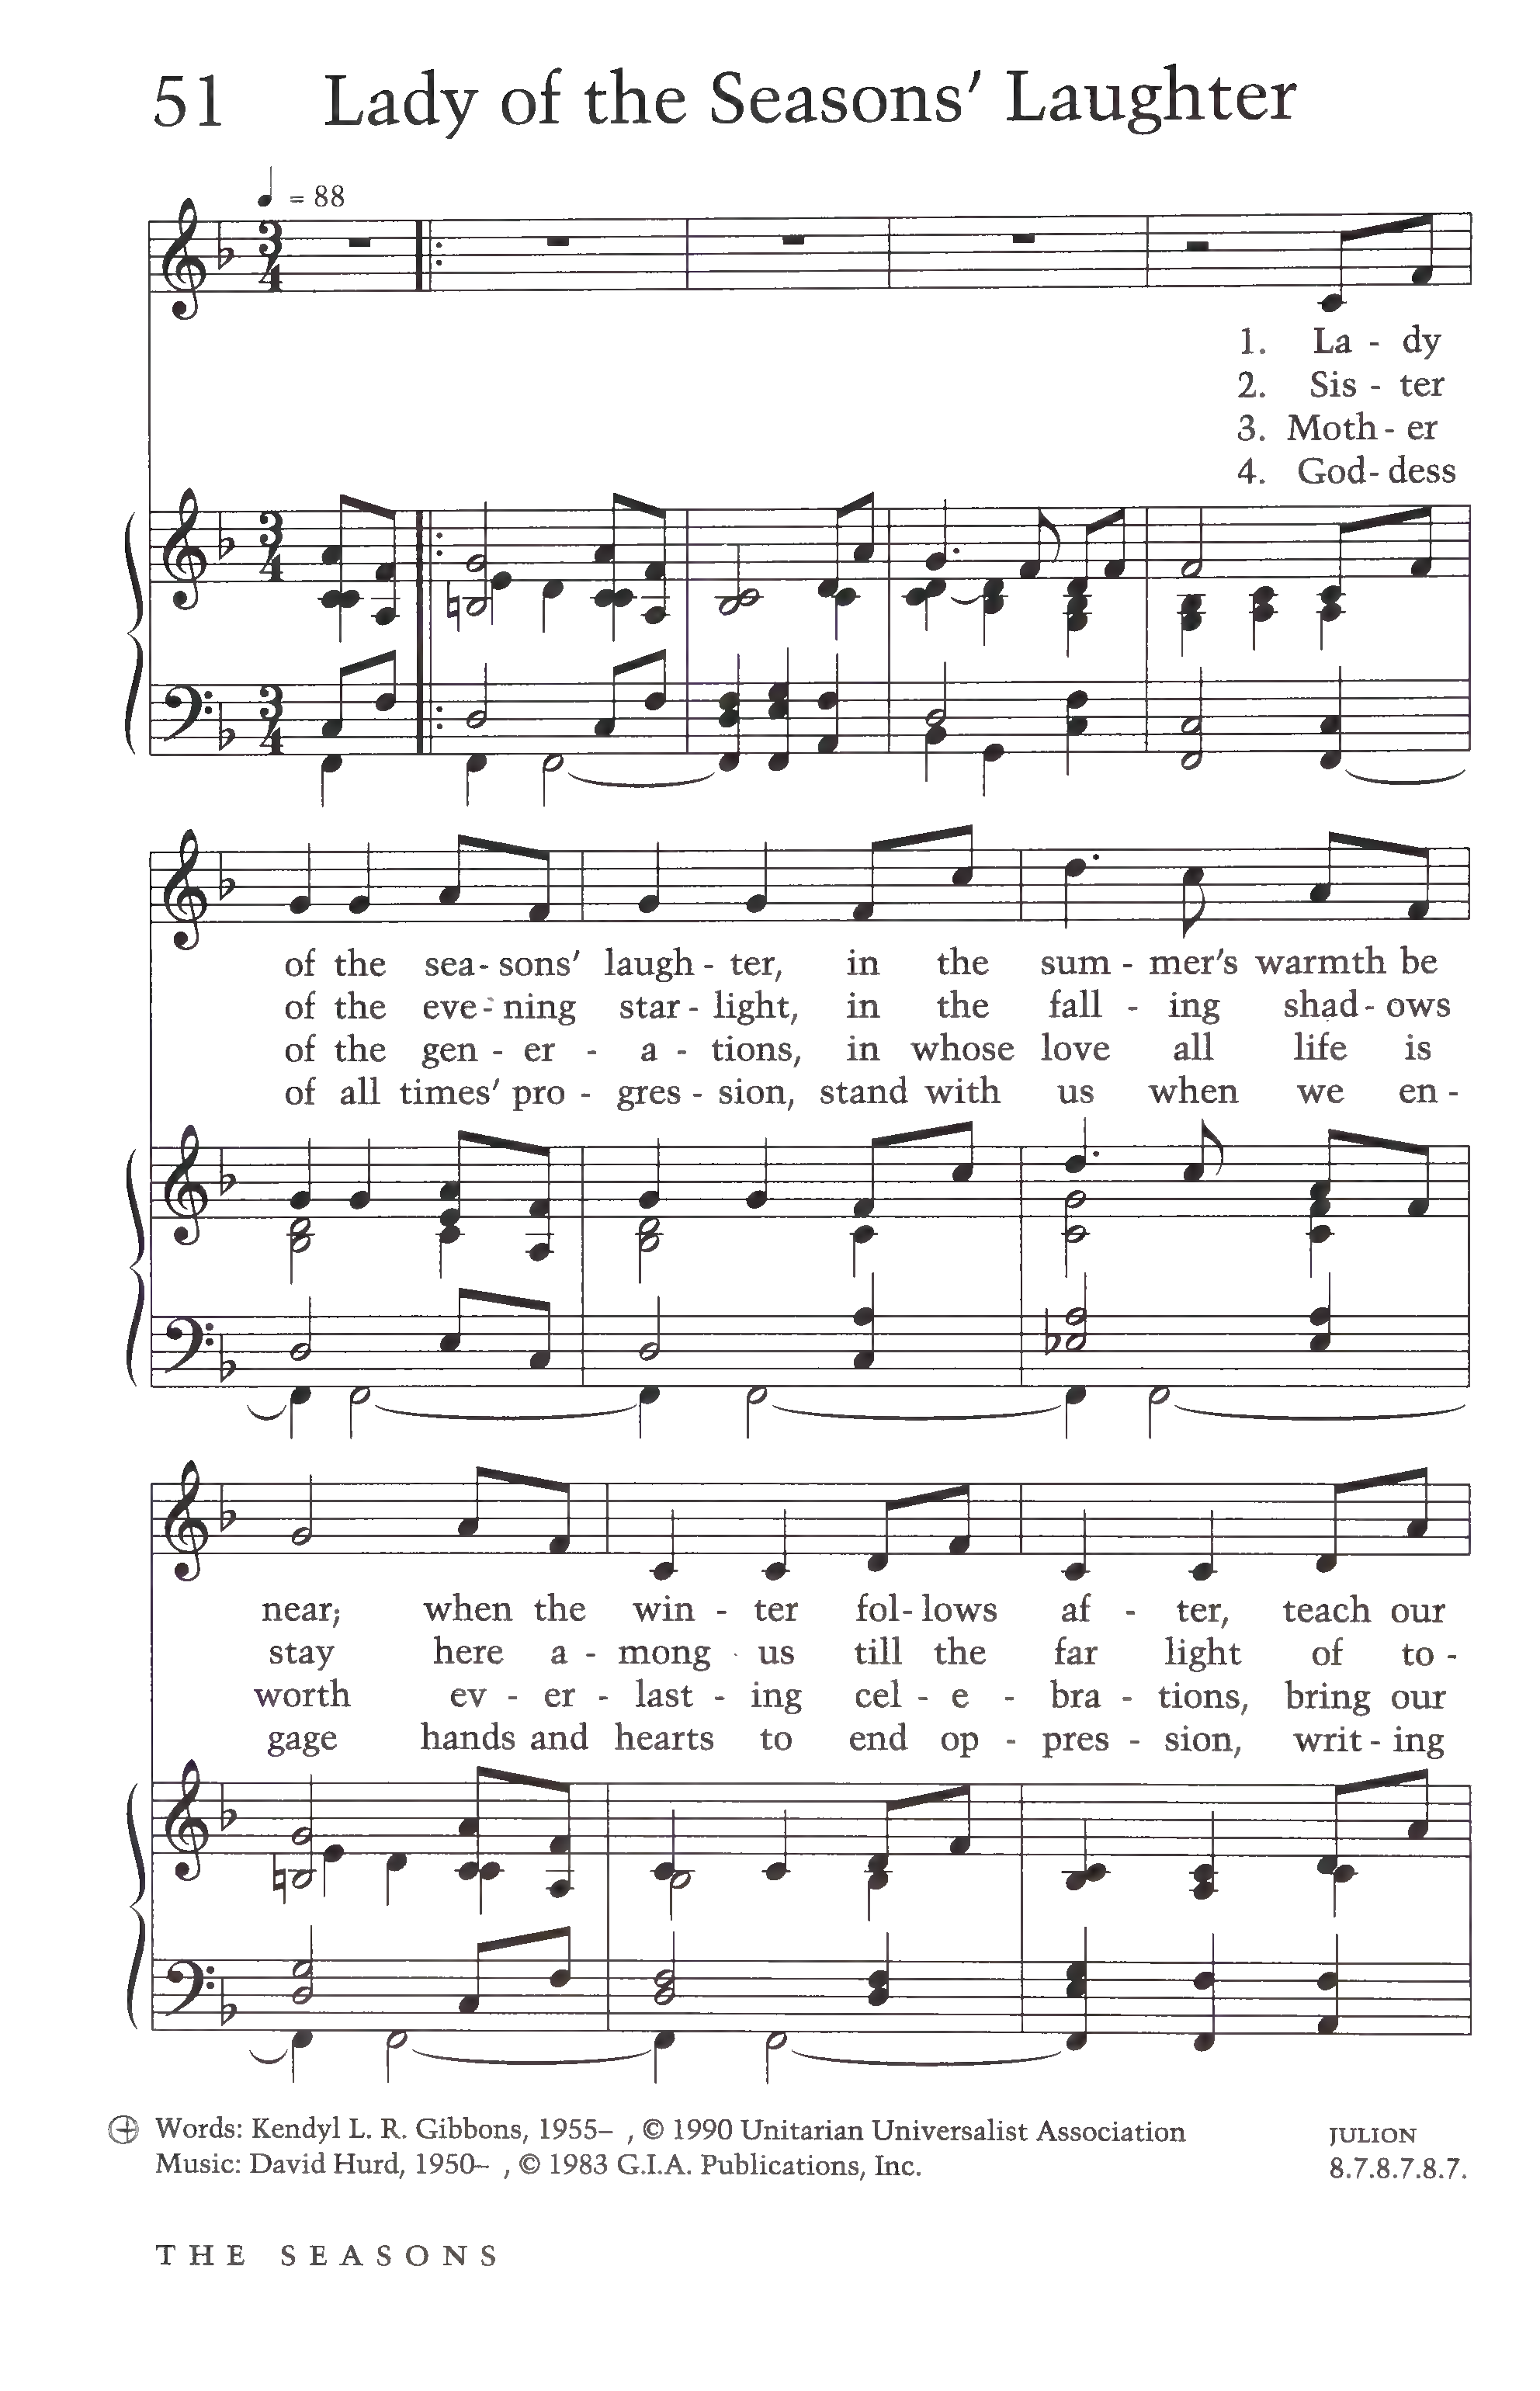 51 Lady of the Seasons' Laughter
= 88
3 4
1. La - dy
2. Sis - ter
3. Moth - er
4. God - dess
3 4
3 4
of the sea - sons' laugh - ter, in the sum - mer's warmth be
of the eve - ning star - light, in the fall - ing shad - ows
of the gen - er - a - tions, in whose love all life is
of all times' pro - gres - sion, stand with us when we en -
near; when the win - ter fol - lows af - ter, teach our
stay here a - mong us till the far light of to -
worth ev - er - last - ing cel - e - bra - tions, bring our
gage hands and hearts to end op - pres - sion, writ - ing
Words: Kendyl L. R. Gibbons, 1955– , © 1990 Unitarian Universalist Association
Music: David Hurd, 1950– , © 1983 G.I.A. Publications, Inc.
JULION
8.7.8.7.8.7.
THE SEASONS